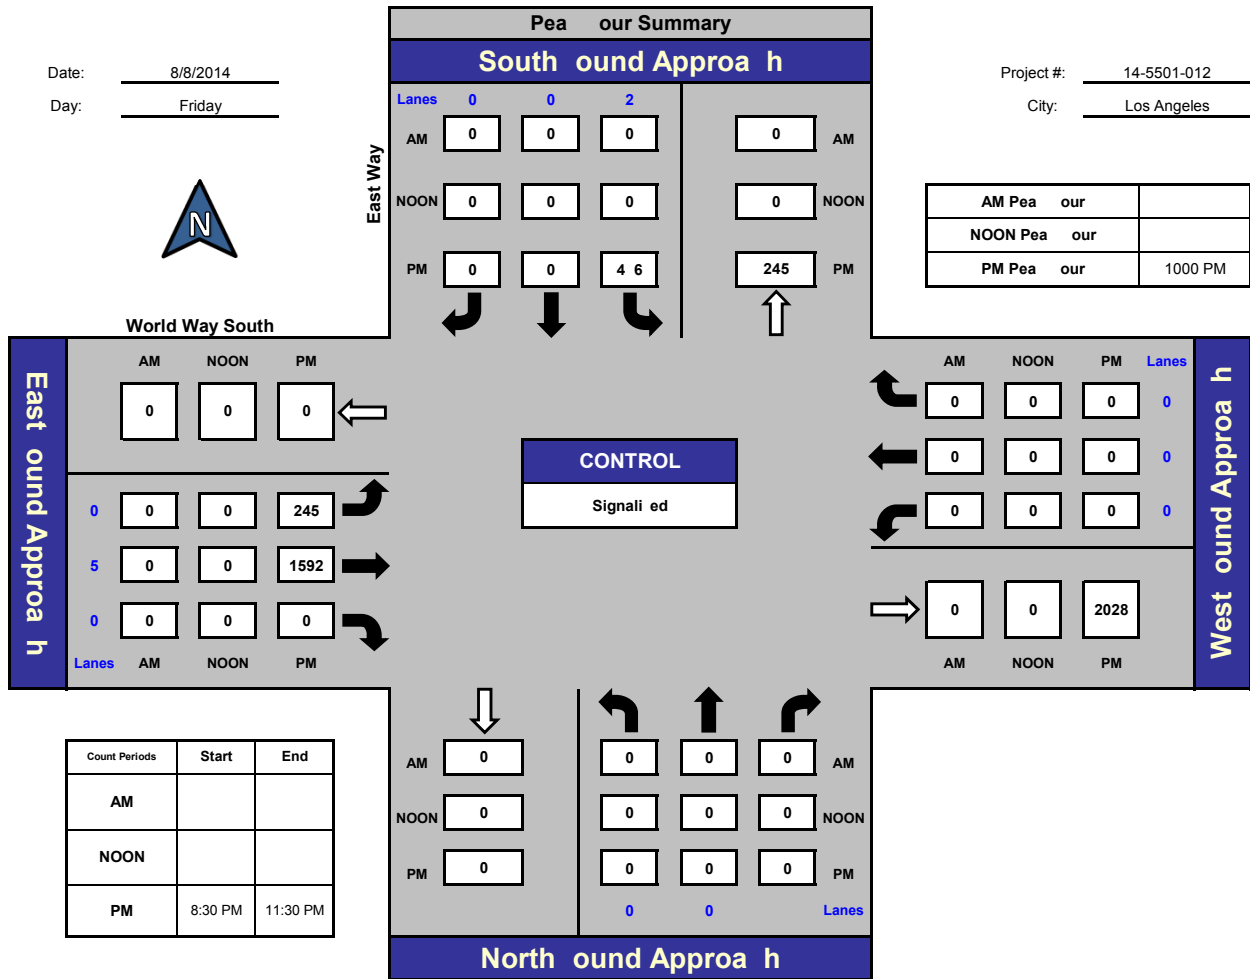 Pea our Summary
South ound Approa h
Date: 8/8/2014
Day: Friday
Project #: 14-5501-012
City: Los Angeles
N
East Way
Lanes 0 0 2
AM 0 0 0 0 AM
NOON 0 0 0 0 NOON
PM 0 0 4 6 245 PM
AM Pea our
NOON Pea our
PM Pea our 1000 PM
World Way South
East ound Approa h
AM NOON PM
0 0 0
0 0 0 245
5 0 0 1592
0 0 0 0
Lanes AM NOON PM
CONTROL
Signali ed
AM NOON PM Lanes
0 0 0 0
0 0 0 0
0 0 0 0
0 0 2028
AM NOON PM
West ound Approa h
Count Periods Start End
AM
NOON
PM 8:30 PM 11:30 PM
AM 0 0 0 0 AM
NOON 0 0 0 0 NOON
PM 0 0 0 0 PM
0 0 Lanes
North ound Approa h